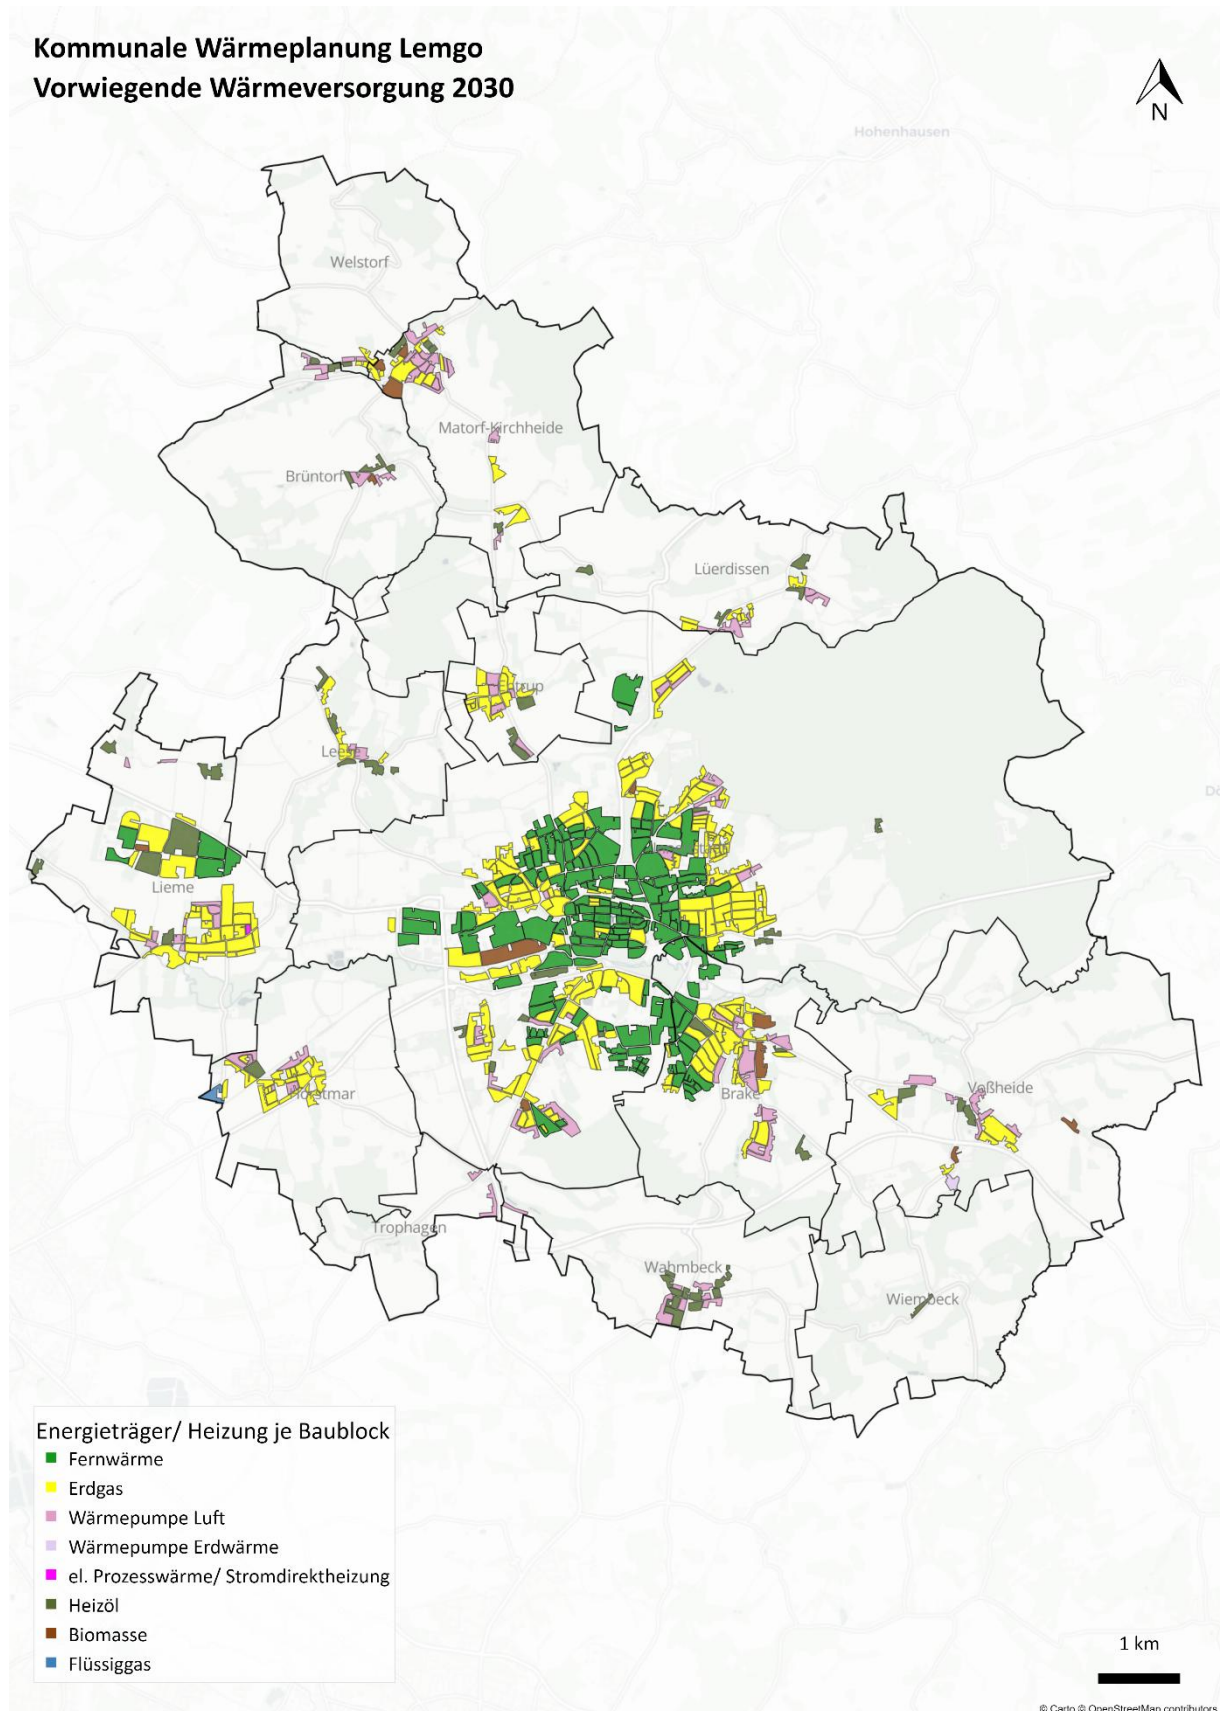 Kommunale Wärmeplanung Lemgo
Vorwiegende Wärmeversorgung 2030
N
Hohenhausen
Welstorf
Matorf-Kirchheide
Brüntorf
Lüerdissen
Lieme
Voßheide
Brake
Trophagen
Wahmbeck
Wiembeck
Energieträger/ Heizung je Baublock
Fernwärme
Erdgas
Wärmepumpe Luft
Wärmepumpe Erdwärme
el. Prozesswärme/ Stromdirektheizung
Heizöl
Biomasse
Flüssiggas
1 km
© Carto © OpenStreetMap contributors